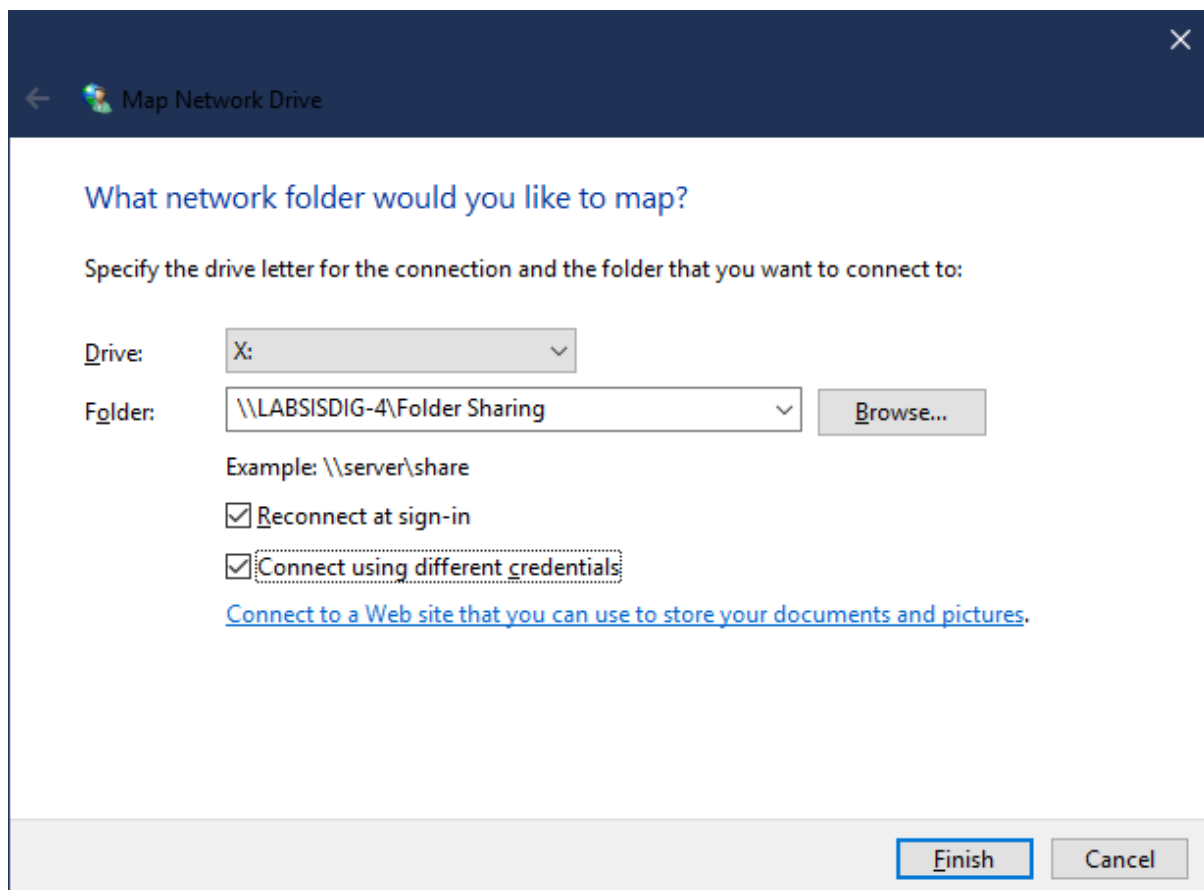 Map Network Drive
What network folder would you like to map?
Specify the drive letter for the connection and the folder that you want to connect to:
Drive: X:
Folder: \\LABSISDIG-4\Folder Sharing Browse...
Example: \\server\share
Reconnect at sign-in
Connect using different credentials
Connect to a Web site that you can use to store your documents and pictures.
Finish Cancel